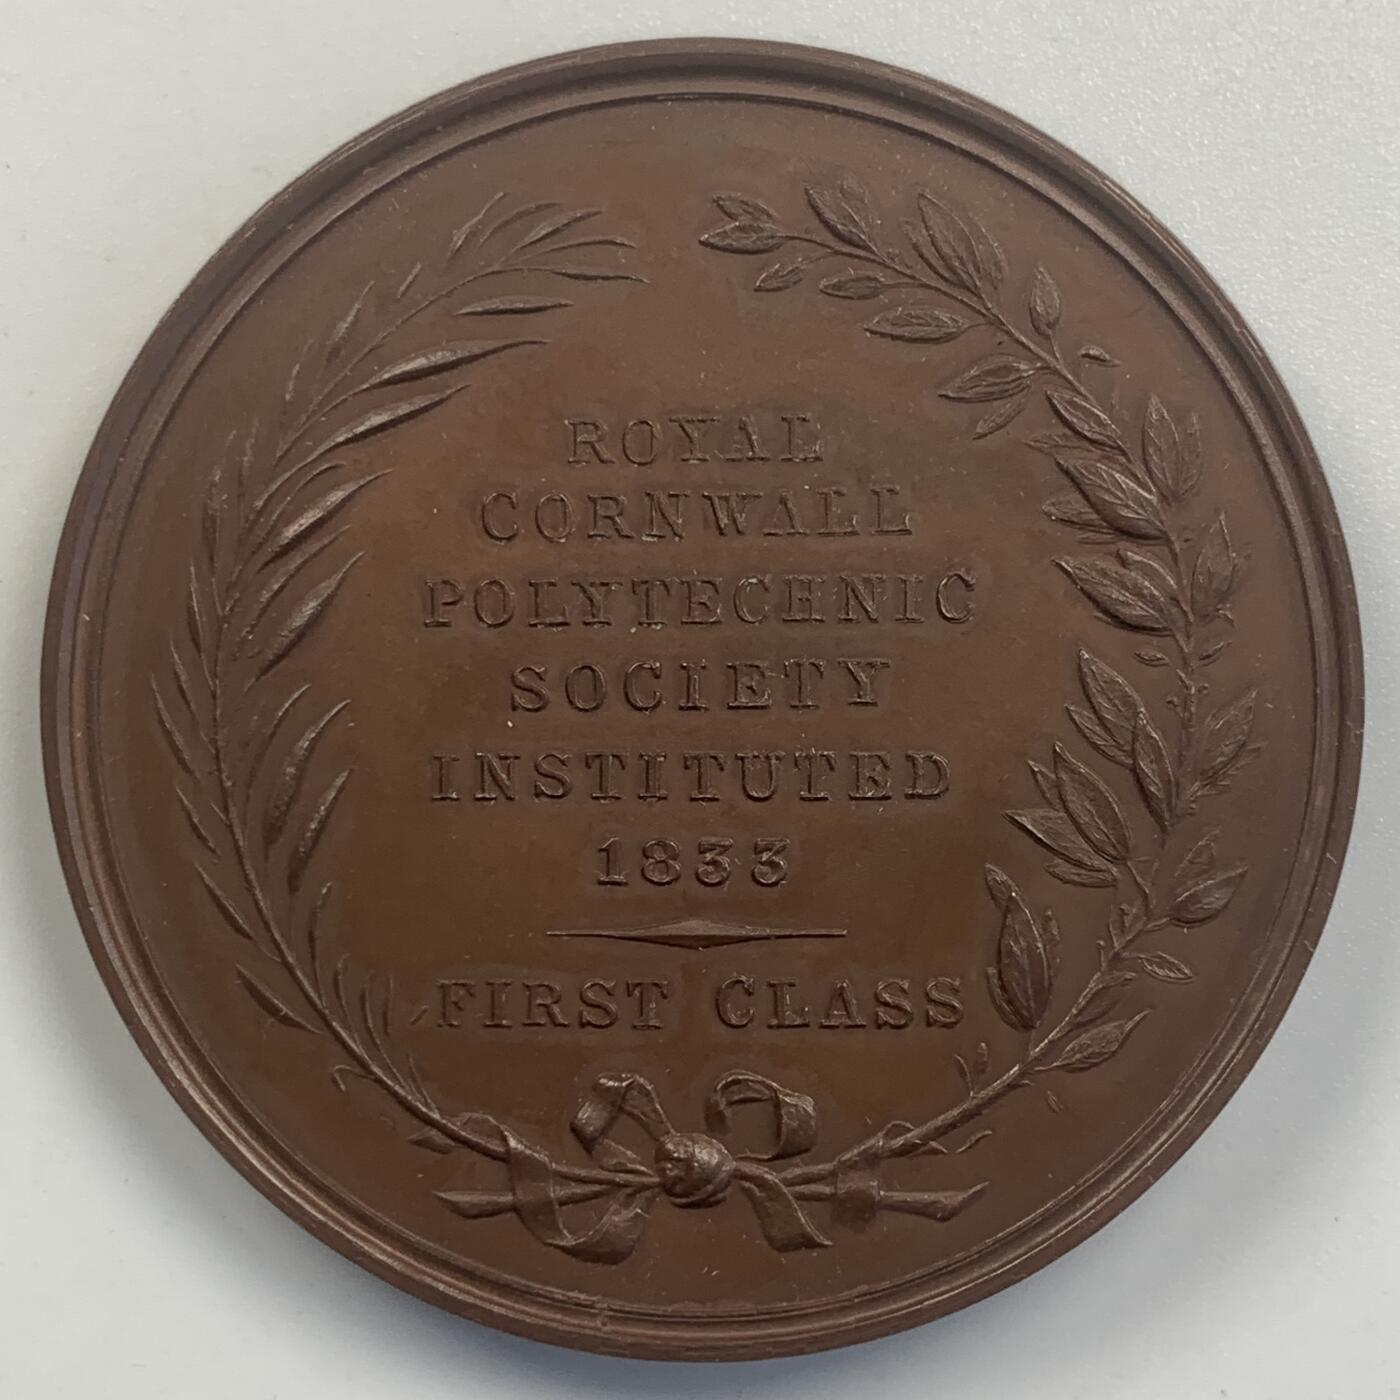 ROYAL
CORNWALL
POLYTECHNIC
SOCIETY
INSTITUTED
1833
FIRST CLASS